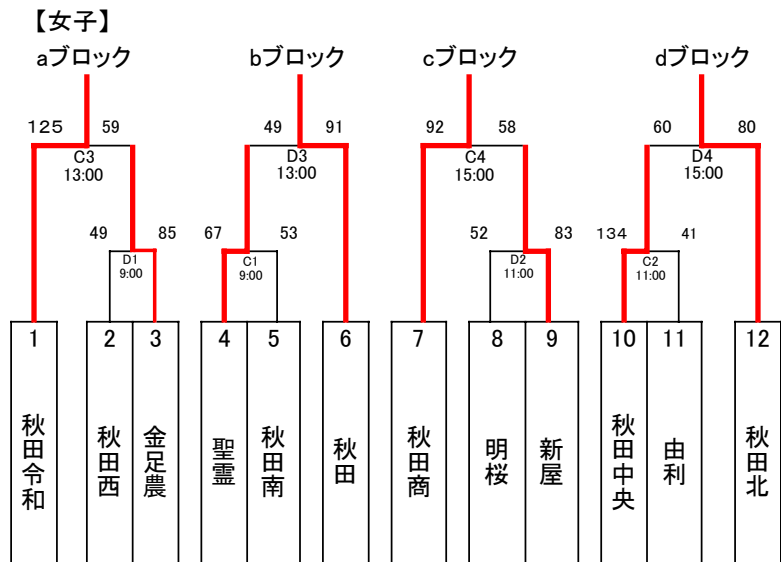 【女子】
aブロック bブロック cブロック dブロック
125 59 49 91 92 58 60 80
C3 D3 C4 D4
13:00 13:00 15:00 15:00
49 85 67 53 52 83 134 41
D1 C1 D2 C2
9:00 9:00 11:00 11:00
1 2 3 4 5 6 7 8 9 10 11 12
秋田令和
秋田西
金足農
聖霊
秋田南
秋田
秋田商
明桜
新屋
秋田中央
由利
秋田北